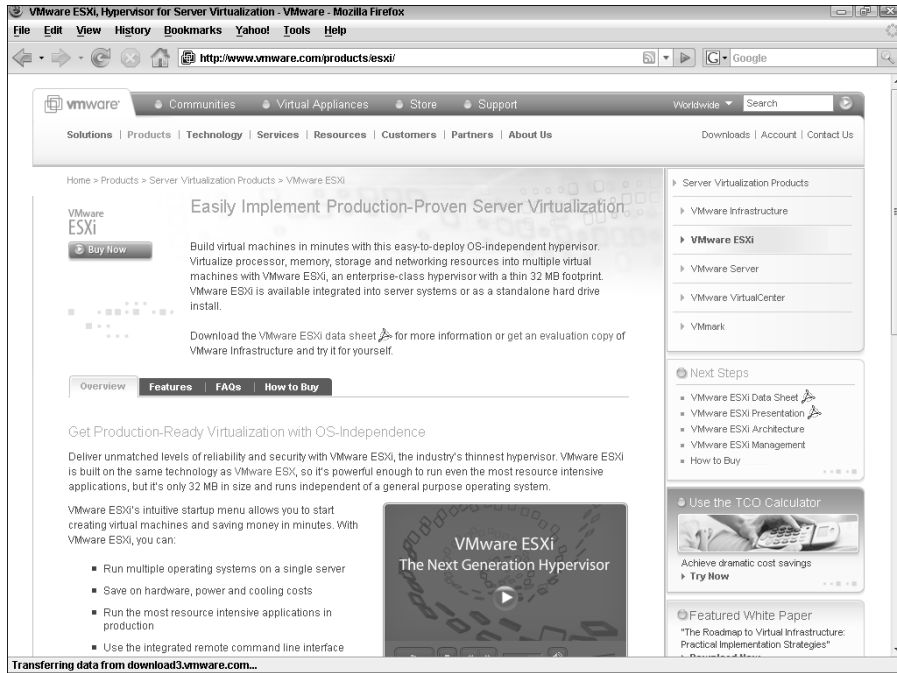 VMware ESXi, Hypervisor for Server Virtualization - VMware - Mozilla Firefox
File Edit View History Bookmarks Yahoo! Tools Help
http://www.vmware.com/products/esxi/
G Google
vmware Communities Virtual Appliances Store Support Worldwide Search
Solutions | Products | Technology | Services | Resources | Customers | Partners | About Us
Downloads | Account | Contact Us
Home > Products > Server Virtualization Products > VMware ESXi
VMware
ESXi
Buy Now
Easily Implement Production-Proven Server Virtualization
Build virtual machines in minutes with this easy-to-deploy OS-independent hypervisor.
Virtualize processor, memory, storage and networking resources into multiple virtual
machines with VMware ESXi, an enterprise-class hypervisor with a thin 32 MB footprint.
VMware ESXi is available integrated into server systems or as a standalone hard drive
install.
Download the VMware ESXi data sheet for more information or get an evaluation copy of
VMware Infrastructure and try it for yourself.
Overview Features | FAQs | How to Buy
Get Production-Ready Virtualization with OS-Independence
Deliver unmatched levels of reliability and security with VMware ESXi, the industry's thinnest hypervisor. VMware ESXi
is built on the same technology as VMware ESX, so it's powerful enough to run even the most resource intensive
applications, but it's only 32 MB in size and runs independent of a general purpose operating system.
VMware ESXi's intuitive startup menu allows you to start
creating virtual machines and saving money in minutes. With
VMware ESXi, you can:
Run multiple operating systems on a single server
Save on hardware, power and cooling costs
Run the most resource intensive applications in
production
Use the integrated remote command line interface
VMware ESXi
The Next Generation Hypervisor
Server Virtualization Products
VMware Infrastructure
VMware ESXi
VMware Server
VMware VirtualCenter
VMmark
Next Steps
VMware ESXi Data Sheet
VMware ESXi Presentation
VMware ESXi Architecture
VMware ESXi Management
How to Buy
Use the TCO Calculator
Achieve dramatic cost savings
Try Now
Featured White Paper
"The Roadmap to Virtual Infrastructure:
Practical Implementation Strategies"
Download Now
Transferring data from download3.vmware.com...